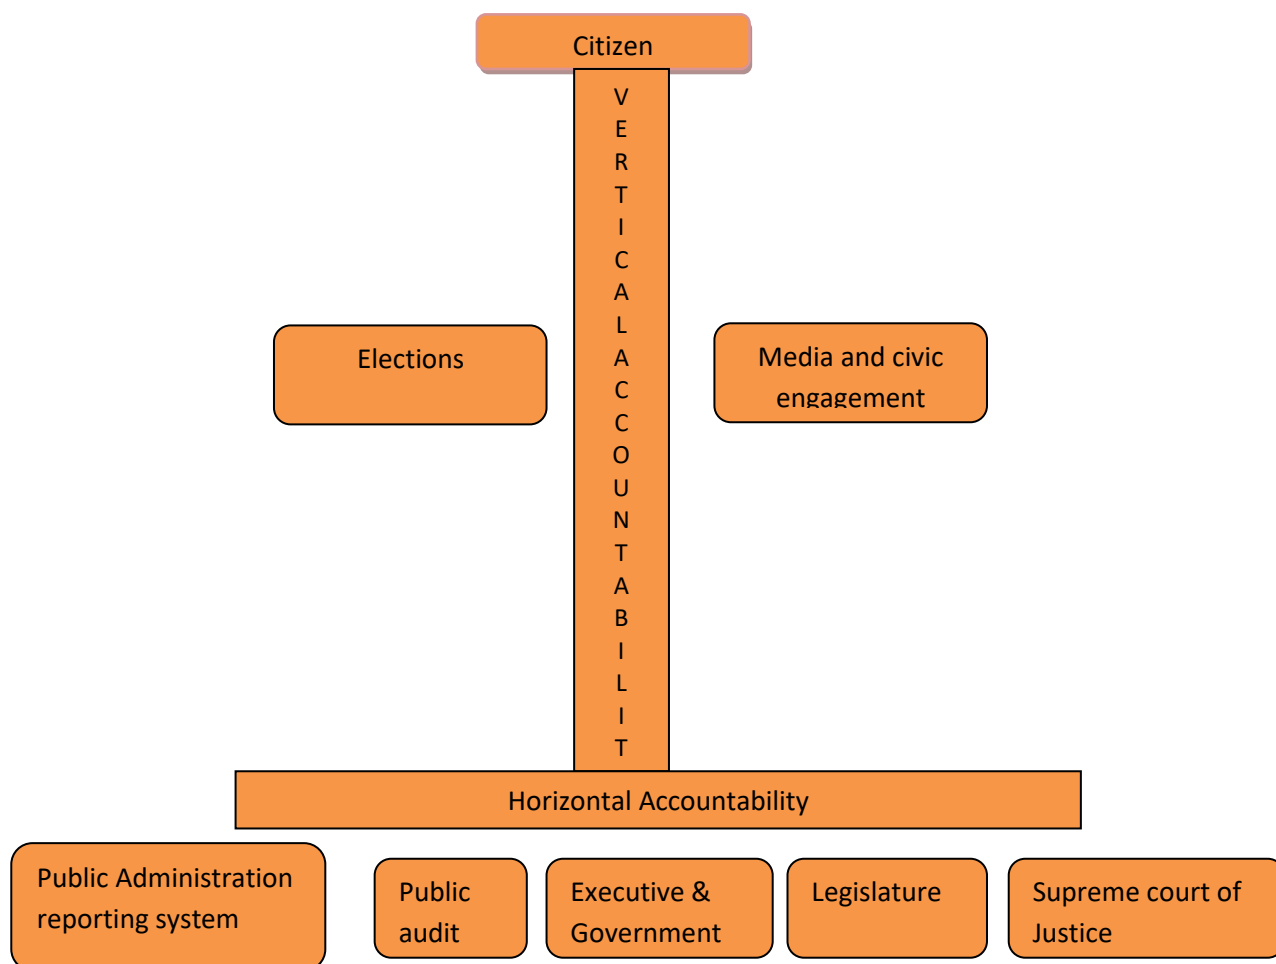 Citizen
V
E
R
T
I
C
A
L
A
C
C
O
U
N
T
A
B
I
L
I
T
Elections
Media and civic
engagement
Horizontal Accountability
Public Administration
reporting system
Public
audit
Executive &
Government
Legislature
Supreme court of
Justice